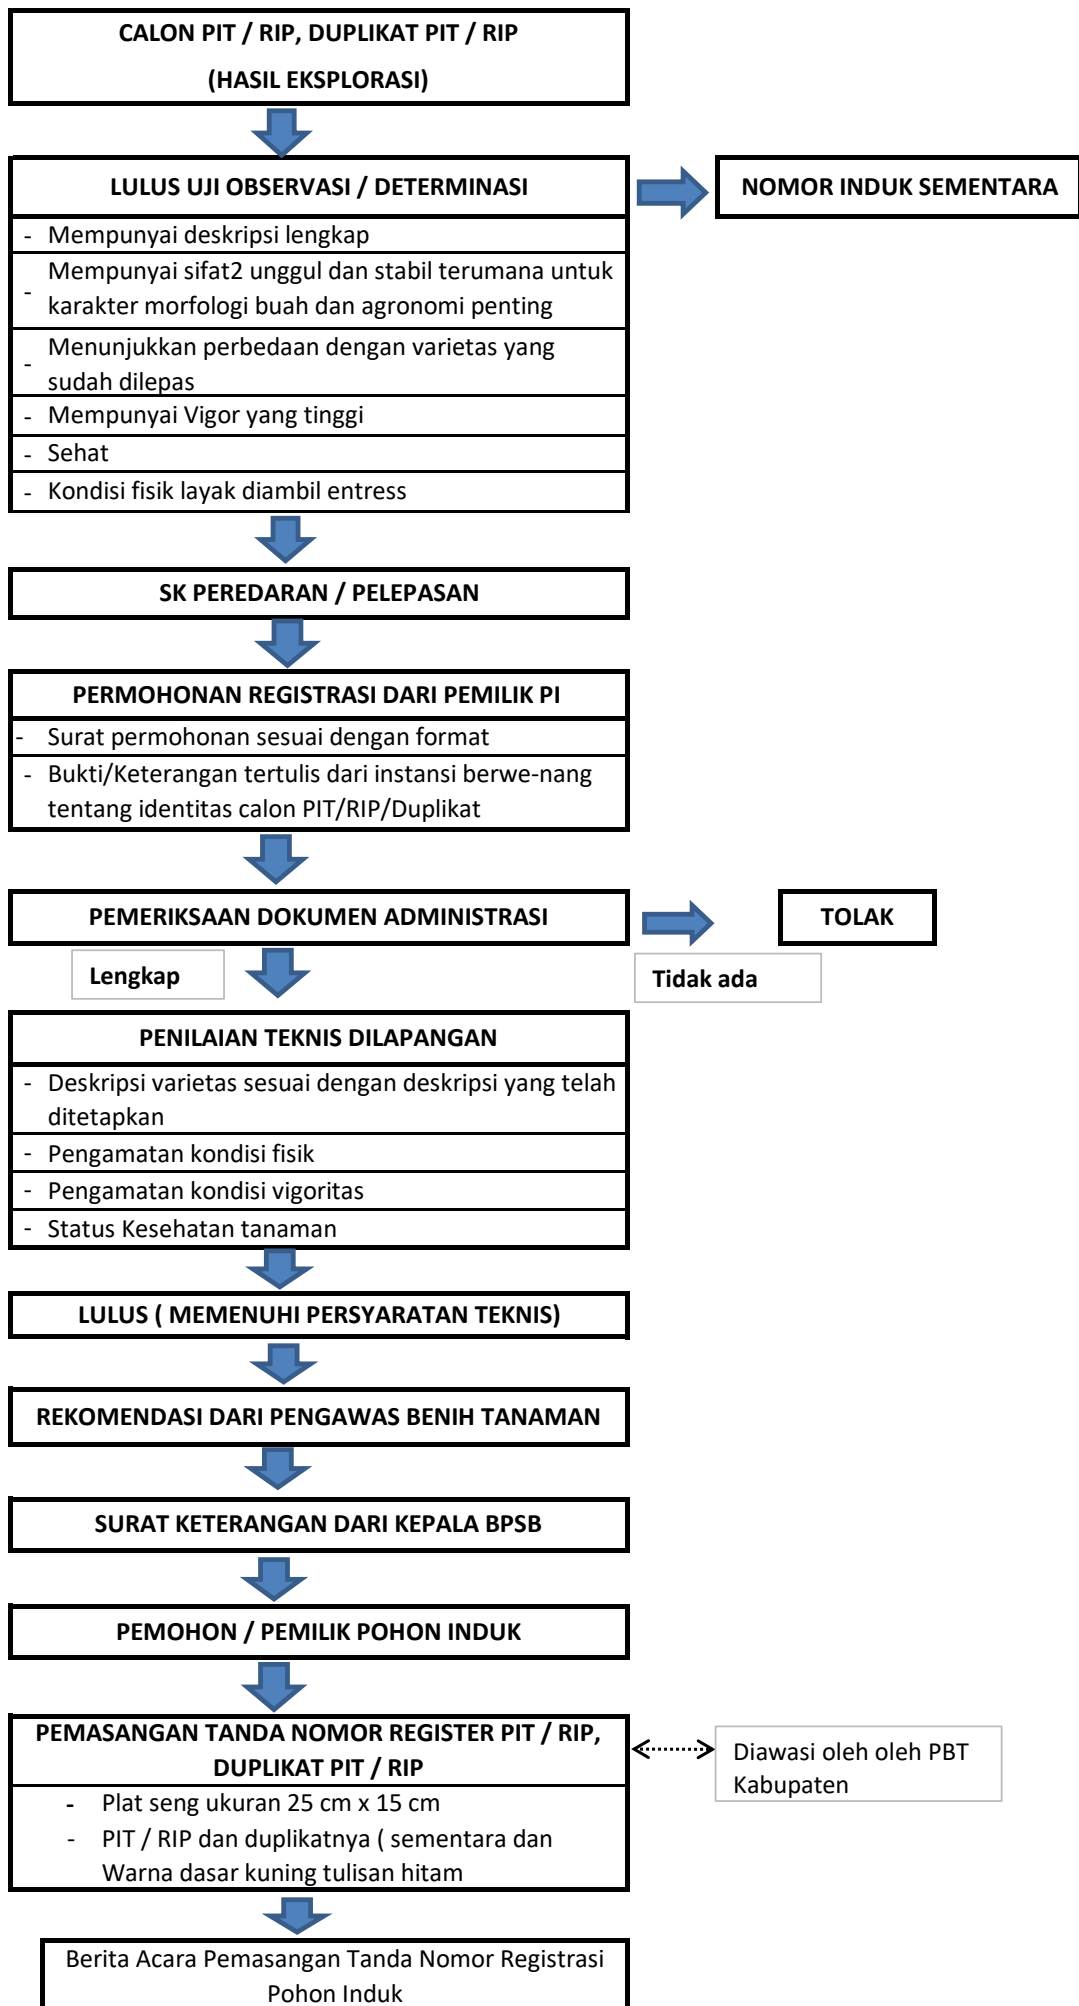 CALON PIT / RIP, DUPLIKAT PIT / RIP
(HASIL EKSPLORASI)
LULUS UJI OBSERVASI / DETERMINASI
NOMOR INDUK SEMENTARA
- Mempunyai deskripsi lengkap
- Mempunyai sifat2 unggul dan stabil terumana untuk
karakter morfologi buah dan agronomi penting
- Menunjukkan perbedaan dengan varietas yang
sudah dilepas
- Mempunyai Vigor yang tinggi
- Sehat
- Kondisi fisik layak diambil entress
SK PEREDARAN / PELEPASAN
PERMOHONAN REGISTRASI DARI PEMILIK PI
- Surat permohonan sesuai dengan format
- Bukti/Keterangan tertulis dari instansi berwe-nang
tentang identitas calon PIT/RIP/Duplikat
PEMERIKSAAN DOKUMEN ADMINISTRASI
TOLAK
Lengkap
Tidak ada
PENILAIAN TEKNIS DILAPANGAN
- Deskripsi varietas sesuai dengan deskripsi yang telah
ditetapkan
- Pengamatan kondisi fisik
- Pengamatan kondisi vigoritas
- Status Kesehatan tanaman
LULUS ( MEMENUHI PERSYARATAN TEKNIS)
REKOMENDASI DARI PENGAWAS BENIH TANAMAN
SURAT KETERANGAN DARI KEPALA BPSB
PEMOHON / PEMILIK POHON INDUK
PEMASANGAN TANDA NOMOR REGISTER PIT / RIP,
DUPLIKAT PIT / RIP
Diawasi oleh oleh PBT
Kabupaten
- Plat seng ukuran 25 cm x 15 cm
- PIT / RIP dan duplikatnya ( sementara dan
Warna dasar kuning tulisan hitam
Berita Acara Pemasangan Tanda Nomor Registrasi
Pohon Induk